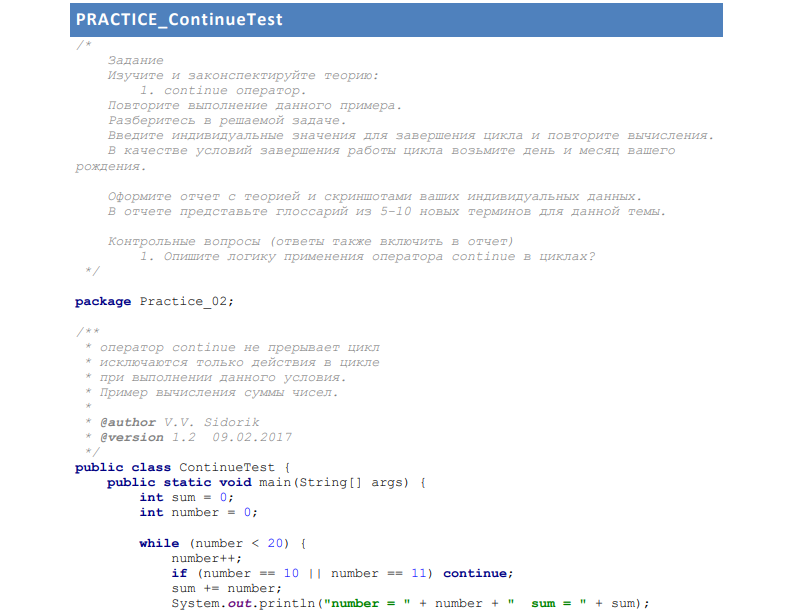 PRACTICE_ContinueTest
/*
Задание
Изучите и законспектируйте теорию:
1. continue оператор.
Повторите выполнение данного примера.
Разберитесь в решаемой задаче.
Введите индивидуальные значения для завершения цикла и повторите вычисления.
В качестве условий завершения работы цикла возьмите день и месяц вашего
рождения.
Оформите отчет с теорией и скриншотами ваших индивидуальных данных.
В отчете представьте глоссарий из 5-10 новых терминов для данной темы.
Контрольные вопросы (ответы также включить в отчет)
1. Опишите логику применения оператора continue в циклах?
*/
package Practice_02;
/**
* оператор continue не прерывает цикл
* исключаются только действия в цикле
* при выполнении данного условия.
* Пример вычисления суммы чисел.
*
* @author V.V. Sidorik
* @version 1.2  09.02.2017
*/
public class ContinueTest {
public static void main(String[] args) {
int sum = 0;
int number = 0;
while (number < 20) {
number++;
if (number == 10 || number == 11) continue;
sum += number;
System.out.println("number = " + number + "  sum = " + sum);